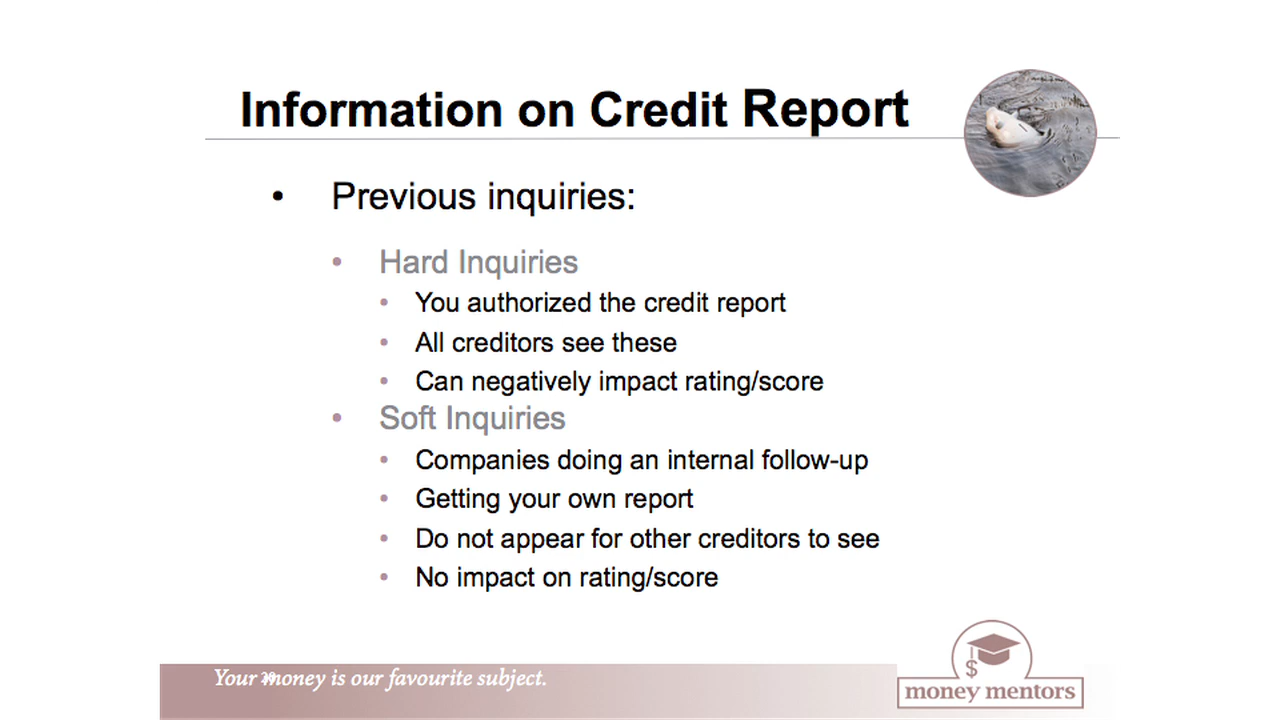 Information on Credit Report
• Previous inquiries:
• Hard Inquiries
• You authorized the credit report
• All creditors see these
• Can negatively impact rating/score
• Soft Inquiries
• Companies doing an internal follow-up
• Getting your own report
• Do not appear for other creditors to see
• No impact on rating/score
Your money is our favourite subject.
$
money mentors